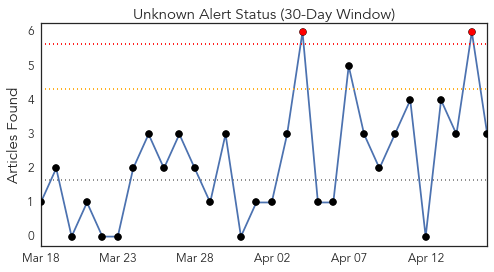 Unknown Alert Status (30-Day Window)
Articles Found
6
5
4
3
2
1
0
Mar 18 Mar 23 Mar 28 Apr 02 Apr 07 Apr 12